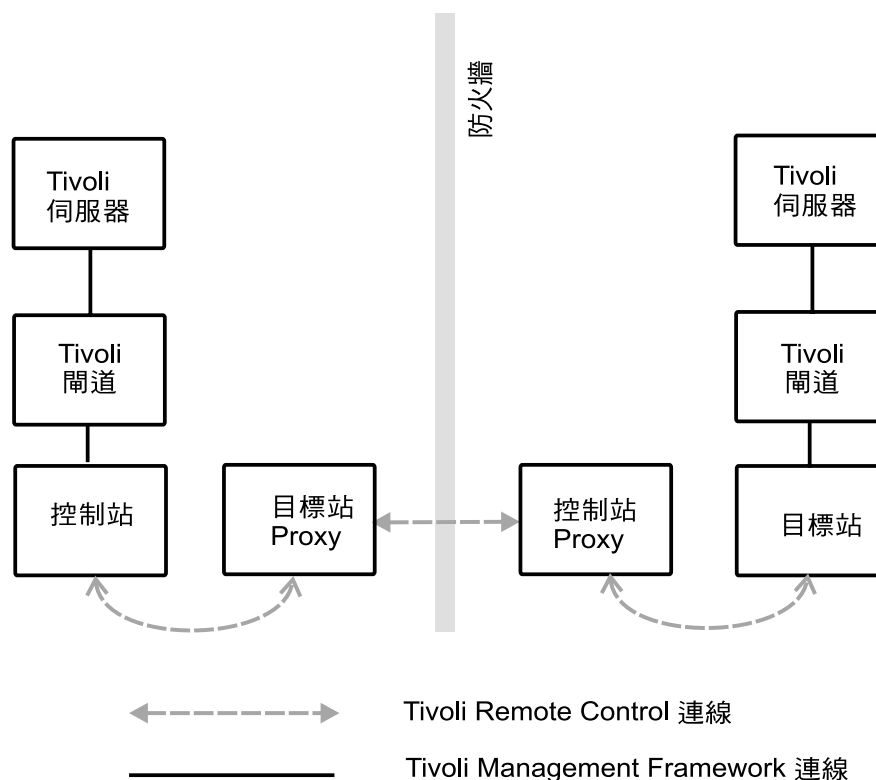 防火牆
Tivoli
伺服器
Tivoli
伺服器
Tivoli
閘道
Tivoli
閘道
控制站
目標站
Proxy
控制站
Proxy
目標站
Tivoli Remote Control 連線
Tivoli Management Framework 連線